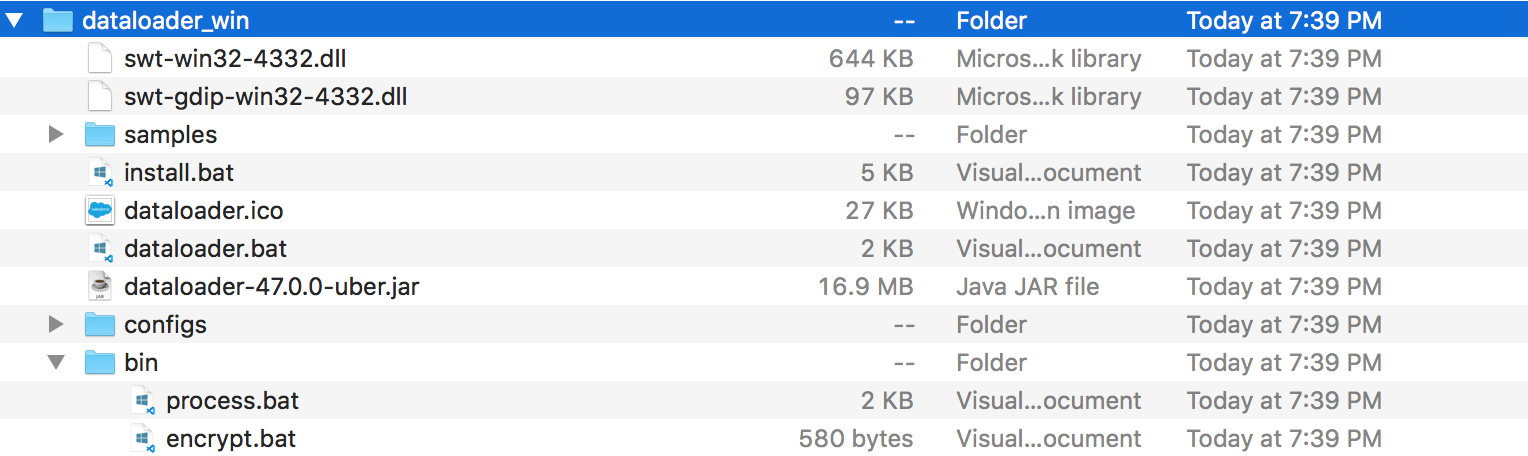 dataloader_win -- Folder Today at 7:39 PM
swt-win32-4332.dll 644 KB Micros...k library Today at 7:39 PM
swt-gdip-win32-4332.dll 97 KB Micros...k library Today at 7:39 PM
samples -- Folder Today at 7:39 PM
install.bat 5 KB Visual...ocument Today at 7:39 PM
dataloader.ico 27 KB Windo...n image Today at 7:39 PM
dataloader.bat 2 KB Visual...ocument Today at 7:39 PM
dataloader-47.0.0-uber.jar 16.9 MB Java JAR file Today at 7:39 PM
configs -- Folder Today at 7:39 PM
bin -- Folder Today at 7:39 PM
process.bat 2 KB Visual...ocument Today at 7:39 PM
encrypt.bat 580 bytes Visual...ocument Today at 7:39 PM